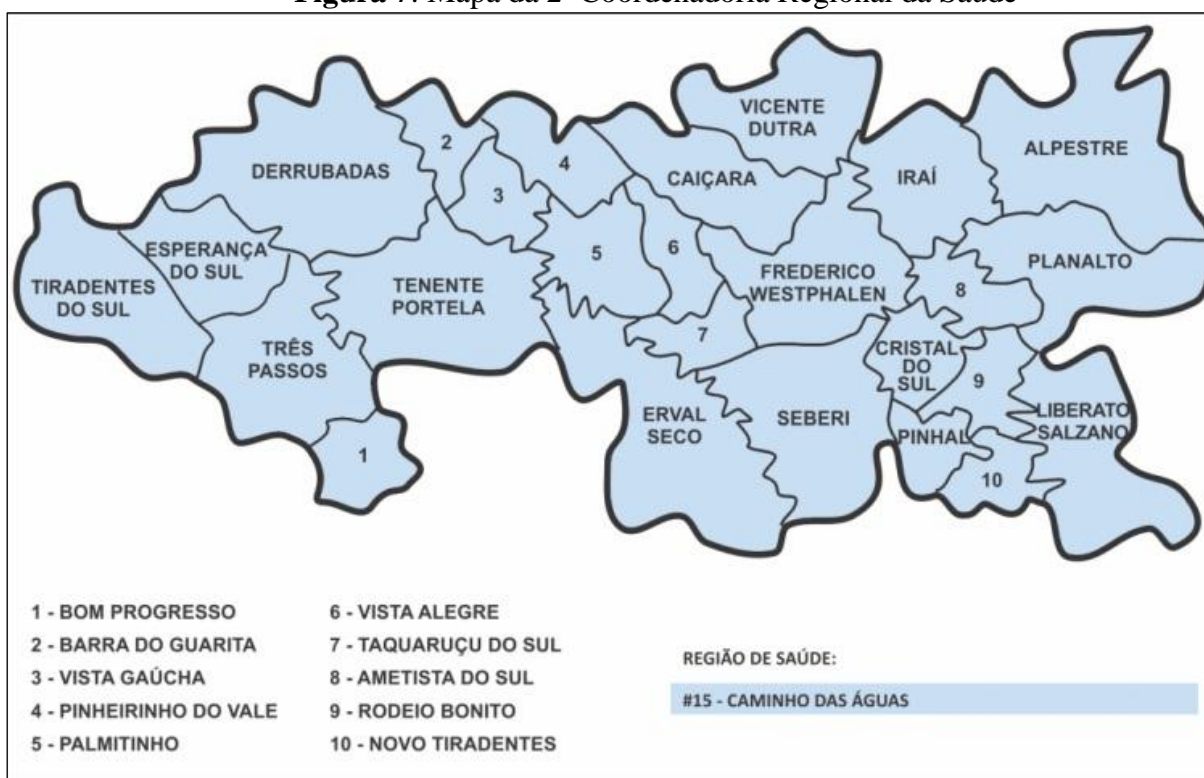 Figura 7: Mapa da 2ª Coordenadoria Regional da Saúde
VICENTE
DUTRA
ALPESTRE
DERRUBADAS
2
4
CAIÇARA
IRAÍ
3
ESPERANÇA
DO SUL
5
6
PLANALTO
TIRADENTES
DO SUL
TENENTE
PORTELA
FREDERICO
WESTPHALEN
8
7
TRÊS
PASSOS
CRISTAL
DO
SUL
9
ERVAL
SECO
SEBERI
LIBERATO
SALZANO
PINHAL
1
10
1 - BOM PROGRESSO
2 - BARRA DO GUARITA
3 - VISTA GAÚCHA
4 - PINHEIRINHO DO VALE
5 - PALMITINHO
6 - VISTA ALEGRE
7 - TAQUARUÇU DO SUL
8 - AMETISTA DO SUL
9 - RODEIO BONITO
10 - NOVO TIRADENTES
REGIÃO DE SAÚDE:
#15 - CAMINHO DAS ÁGUAS